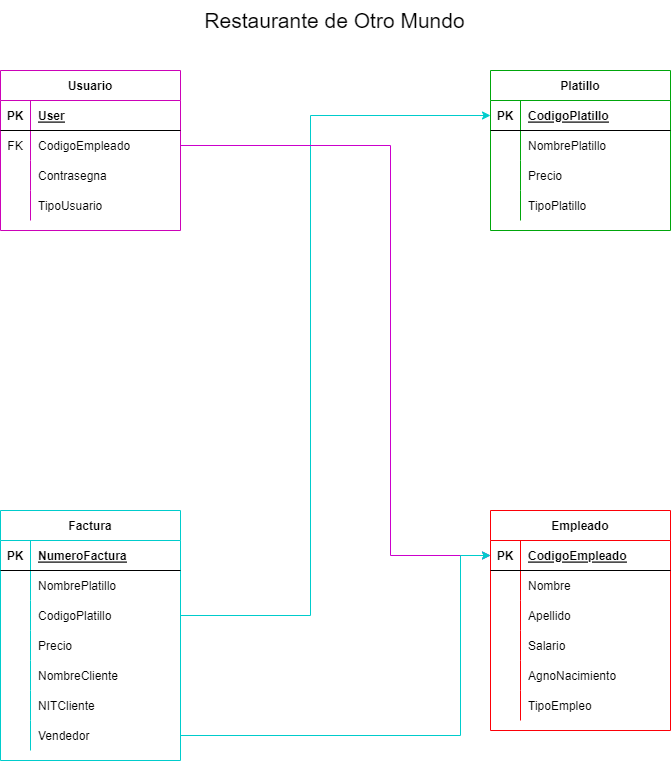 Restaurante de Otro Mundo
Usuario
PK User
FK CodigoEmpleado
Contrasegna
TipoUsuario
Platillo
PK CodigoPlatillo
NombrePlatillo
Precio
TipoPlatillo
Factura
PK NumeroFactura
NombrePlatillo
CodigoPlatillo
Precio
NombreCliente
NITCliente
Vendedor
Empleado
PK CodigoEmpleado
Nombre
Apellido
Salario
AgnoNacimiento
TipoEmpleo